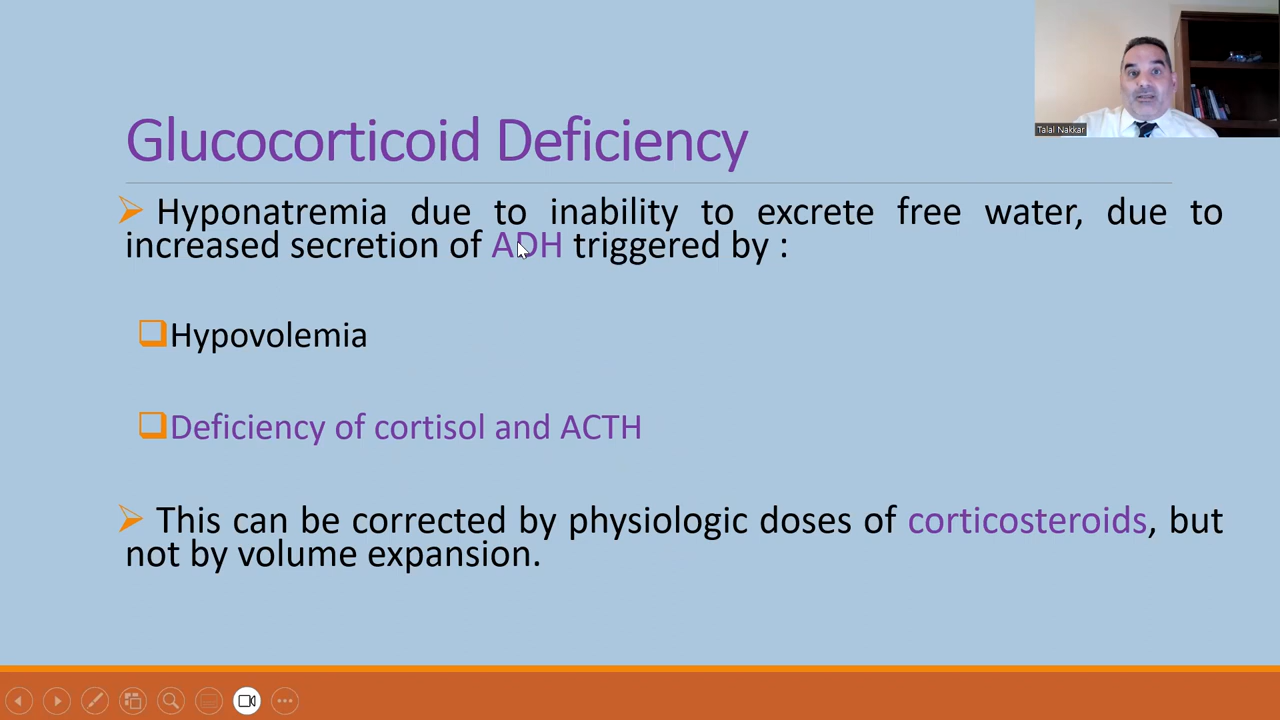 Talal Nakkar
Glucocorticoid Deficiency
Hyponatremia due to inability to excrete free water, due to
increased secretion of ADH triggered by :
Hypovolemia
Deficiency of cortisol and ACTH
This can be corrected by physiologic doses of corticosteroids, but
not by volume expansion.